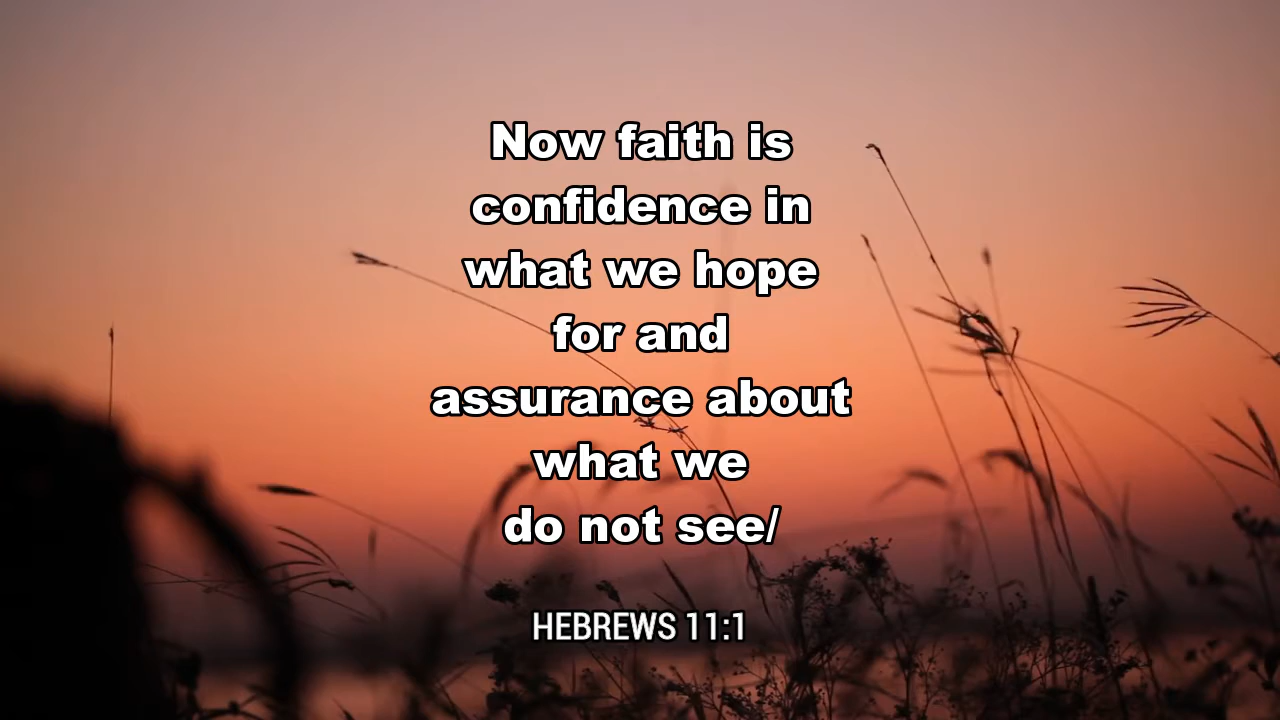 Now faith is
confidence in
what we hope
for and
assurance about
what we
do not see/
HEBREWS 11:1